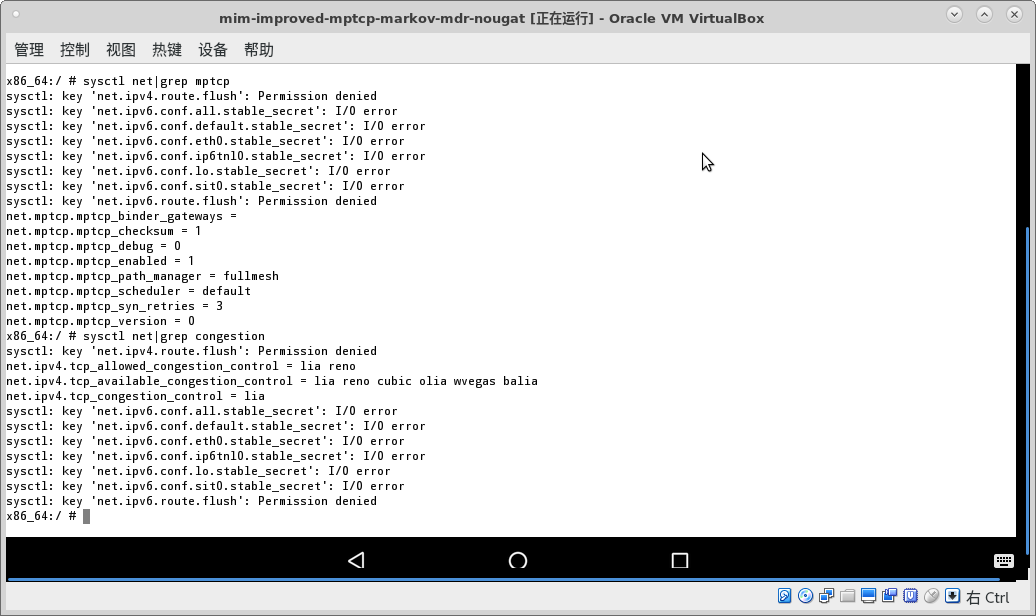 mim-improved-mptcp-markov-mdr-nougat [正在运行] - Oracle VM VirtualBox
管理 控制 视图 热键 设备 帮助
x86_64:/ # sysctl net|grep mptcp
sysctl: key 'net.ipv4.route.flush': Permission denied
sysctl: key 'net.ipv6.conf.all.stable_secret': I/O error
sysctl: key 'net.ipv6.conf.default.stable_secret': I/O error
sysctl: key 'net.ipv6.conf.eth0.stable_secret': I/O error
sysctl: key 'net.ipv6.conf.ip6tnl0.stable_secret': I/O error
sysctl: key 'net.ipv6.conf.lo.stable_secret': I/O error
sysctl: key 'net.ipv6.conf.sit0.stable_secret': I/O error
sysctl: key 'net.ipv6.route.flush': Permission denied
net.mptcp.mptcp_binder_gateways =
net.mptcp.mptcp_checksum = 1
net.mptcp.mptcp_debug = 0
net.mptcp.mptcp_enabled = 1
net.mptcp.mptcp_path_manager = fullmesh
net.mptcp.mptcp_scheduler = default
net.mptcp.mptcp_syn_retries = 3
net.mptcp.mptcp_version = 0
x86_64:/ # sysctl net|grep congestion
sysctl: key 'net.ipv4.route.flush': Permission denied
net.ipv4.tcp_allowed_congestion_control = lia reno
net.ipv4.tcp_available_congestion_control = lia reno cubic olia wvegas balia
net.ipv4.tcp_congestion_control = lia
sysctl: key 'net.ipv6.conf.all.stable_secret': I/O error
sysctl: key 'net.ipv6.conf.default.stable_secret': I/O error
sysctl: key 'net.ipv6.conf.eth0.stable_secret': I/O error
sysctl: key 'net.ipv6.conf.ip6tnl0.stable_secret': I/O error
sysctl: key 'net.ipv6.conf.lo.stable_secret': I/O error
sysctl: key 'net.ipv6.conf.sit0.stable_secret': I/O error
sysctl: key 'net.ipv6.route.flush': Permission denied
x86_64:/ #
右 Ctrl